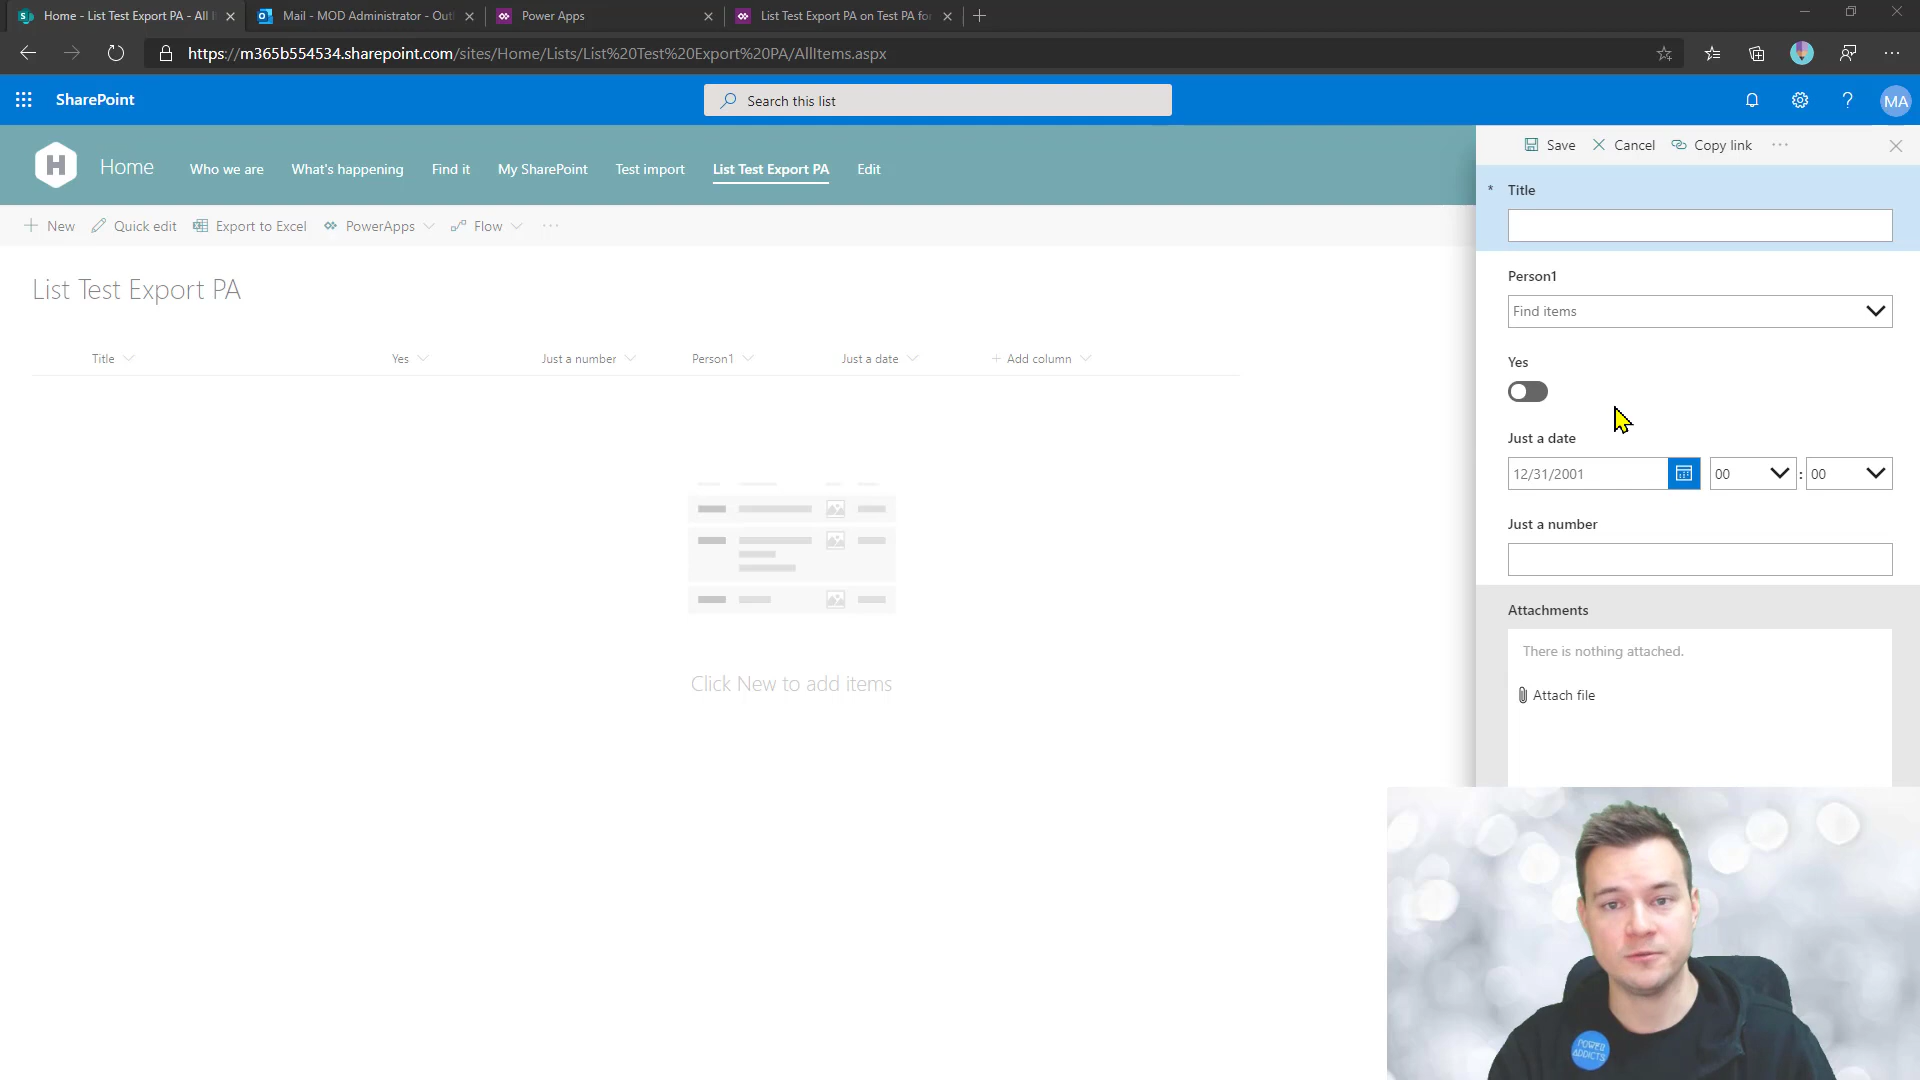 Home - List Test Export PA - All I
Mail - MOD Administrator - Outl
Power Apps
List Test Export PA on Test PA for
https://m365b554534.sharepoint.com/sites/Home/Lists/List%20Test%20Export%20PA/AllItems.aspx
SharePoint
Search this list
MA
H
Home
Who we are
What's happening
Find it
My SharePoint
Test import
List Test Export PA
Edit
New
Quick edit
Export to Excel
PowerApps
Flow
List Test Export PA
Title
Yes
Just a number
Person1
Just a date
+ Add column
Click New to add items
Save
Cancel
Copy link
* Title
Person1
Find items
Yes
Just a date
12/31/2001
00 : 00
Just a number
Attachments
There is nothing attached.
Attach file
POWER
ADDICTS